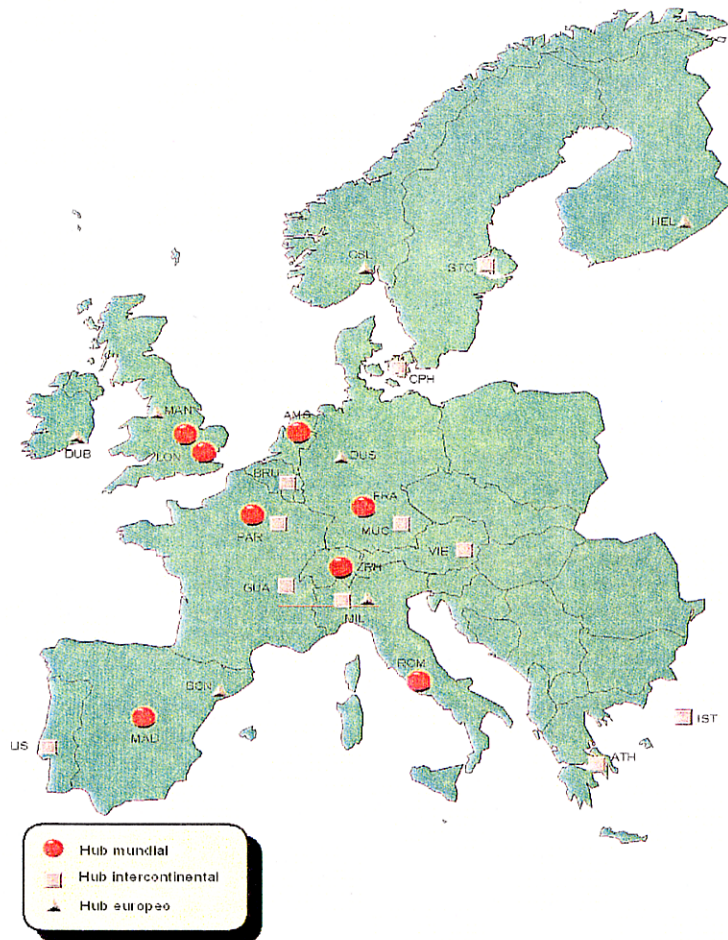 HEL
OSL
STO
CPH
MAN
AMS
DUB
LON
DUS
BRU
FRA
PAR
MUC
VIE
ZRH
GUA
MIL
ROM
BCN
MAD
LIS
IST
ATH
Hub mundial
Hub intercontinental
Hub europeo